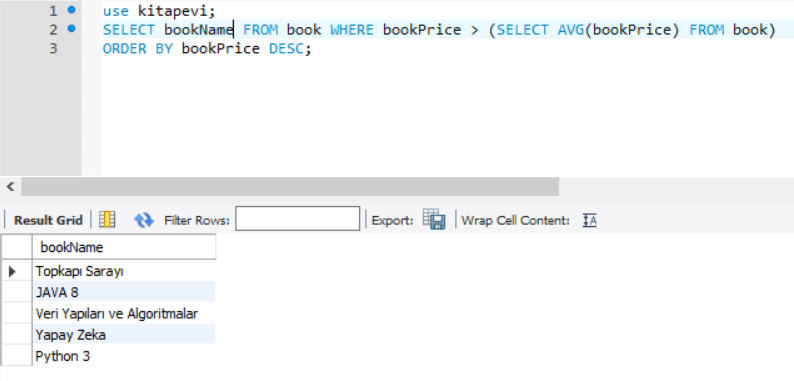 1 use kitapevi;
2 SELECT bookName FROM book WHERE bookPrice > (SELECT AVG(bookPrice) FROM book)
3 ORDER BY bookPrice DESC;
Result Grid Filter Rows: Export: Wrap Cell Content: IA
bookName
Topkapı Sarayı
JAVA 8
Veri Yapıları ve Algoritmalar
Yapay Zeka
Python 3